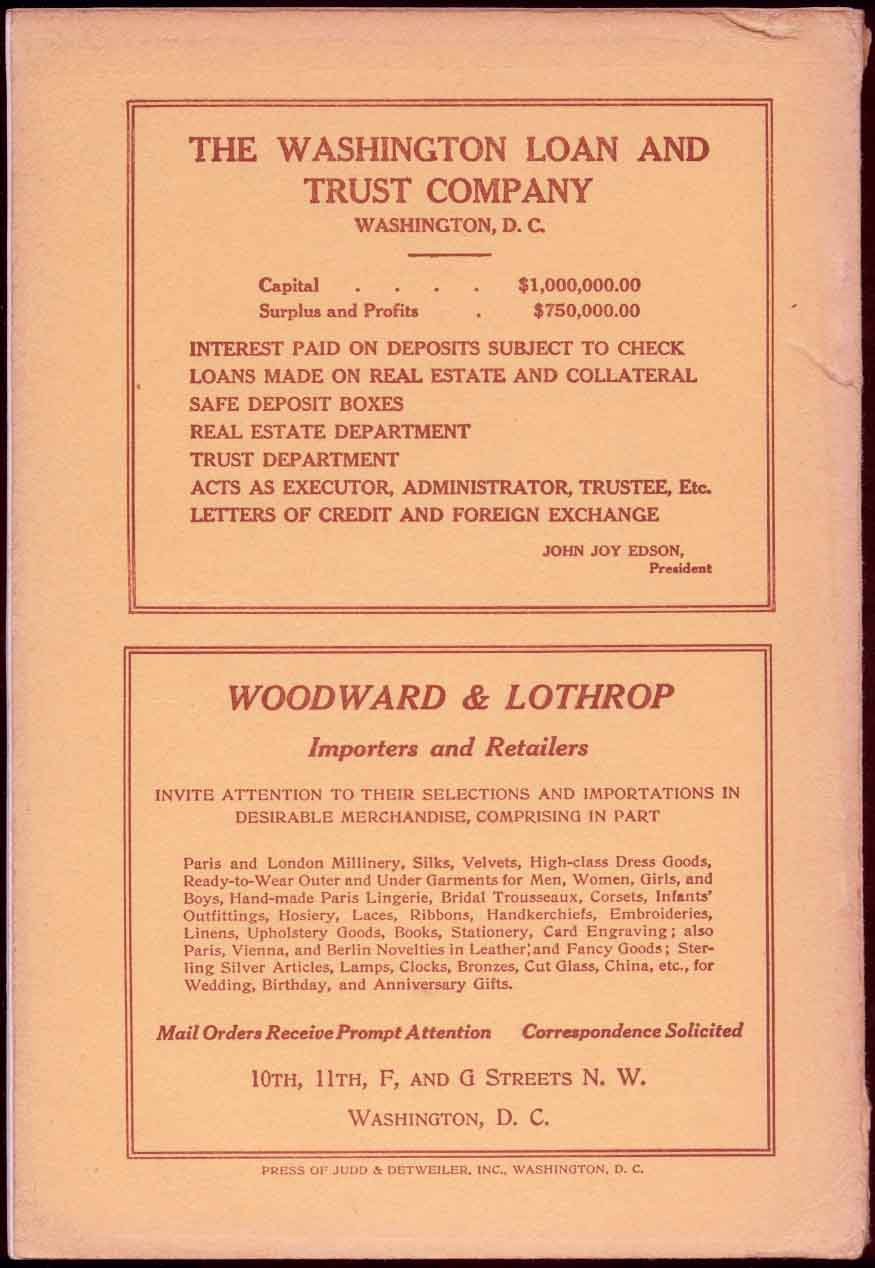 THE WASHINGTON LOAN AND
TRUST COMPANY
WASHINGTON, D. C.
Capital . . . . $1,000,000.00
Surplus and Profits . $750,000.00
INTEREST PAID ON DEPOSITS SUBJECT TO CHECK
LOANS MADE ON REAL ESTATE AND COLLATERAL
SAFE DEPOSIT BOXES
REAL ESTATE DEPARTMENT
TRUST DEPARTMENT
ACTS AS EXECUTOR, ADMINISTRATOR, TRUSTEE, Etc.
LETTERS OF CREDIT AND FOREIGN EXCHANGE
JOHN JOY EDSON,
President
WOODWARD & LOTHROP
Importers and Retailers
INVITE ATTENTION TO THEIR SELECTIONS AND IMPORTATIONS IN
DESIRABLE MERCHANDISE, COMPRISING IN PART
Paris and London Millinery, Silks, Velvets, High-class Dress Goods,
Ready-to-Wear Outer and Under Garments for Men, Women, Girls, and
Boys, Hand-made Paris Lingerie, Bridal Trousseaux, Corsets, Infants'
Outfittings, Hosiery, Laces, Ribbons, Handkerchiefs, Embroideries,
Linens, Upholstery Goods, Books, Stationery, Card Engraving; also
Paris, Vienna, and Berlin Novelties in Leather and Fancy Goods; Ster-
ling Silver Articles, Lamps, Clocks, Bronzes, Cut Glass, China, etc., for
Wedding, Birthday, and Anniversary Gifts.
Mail Orders Receive Prompt Attention Correspondence Solicited
10TH, 11TH, F, AND G STREETS N. W.
WASHINGTON, D. C.
PRESS OF JUDD & DETWEILER, INC., WASHINGTON, D. C.